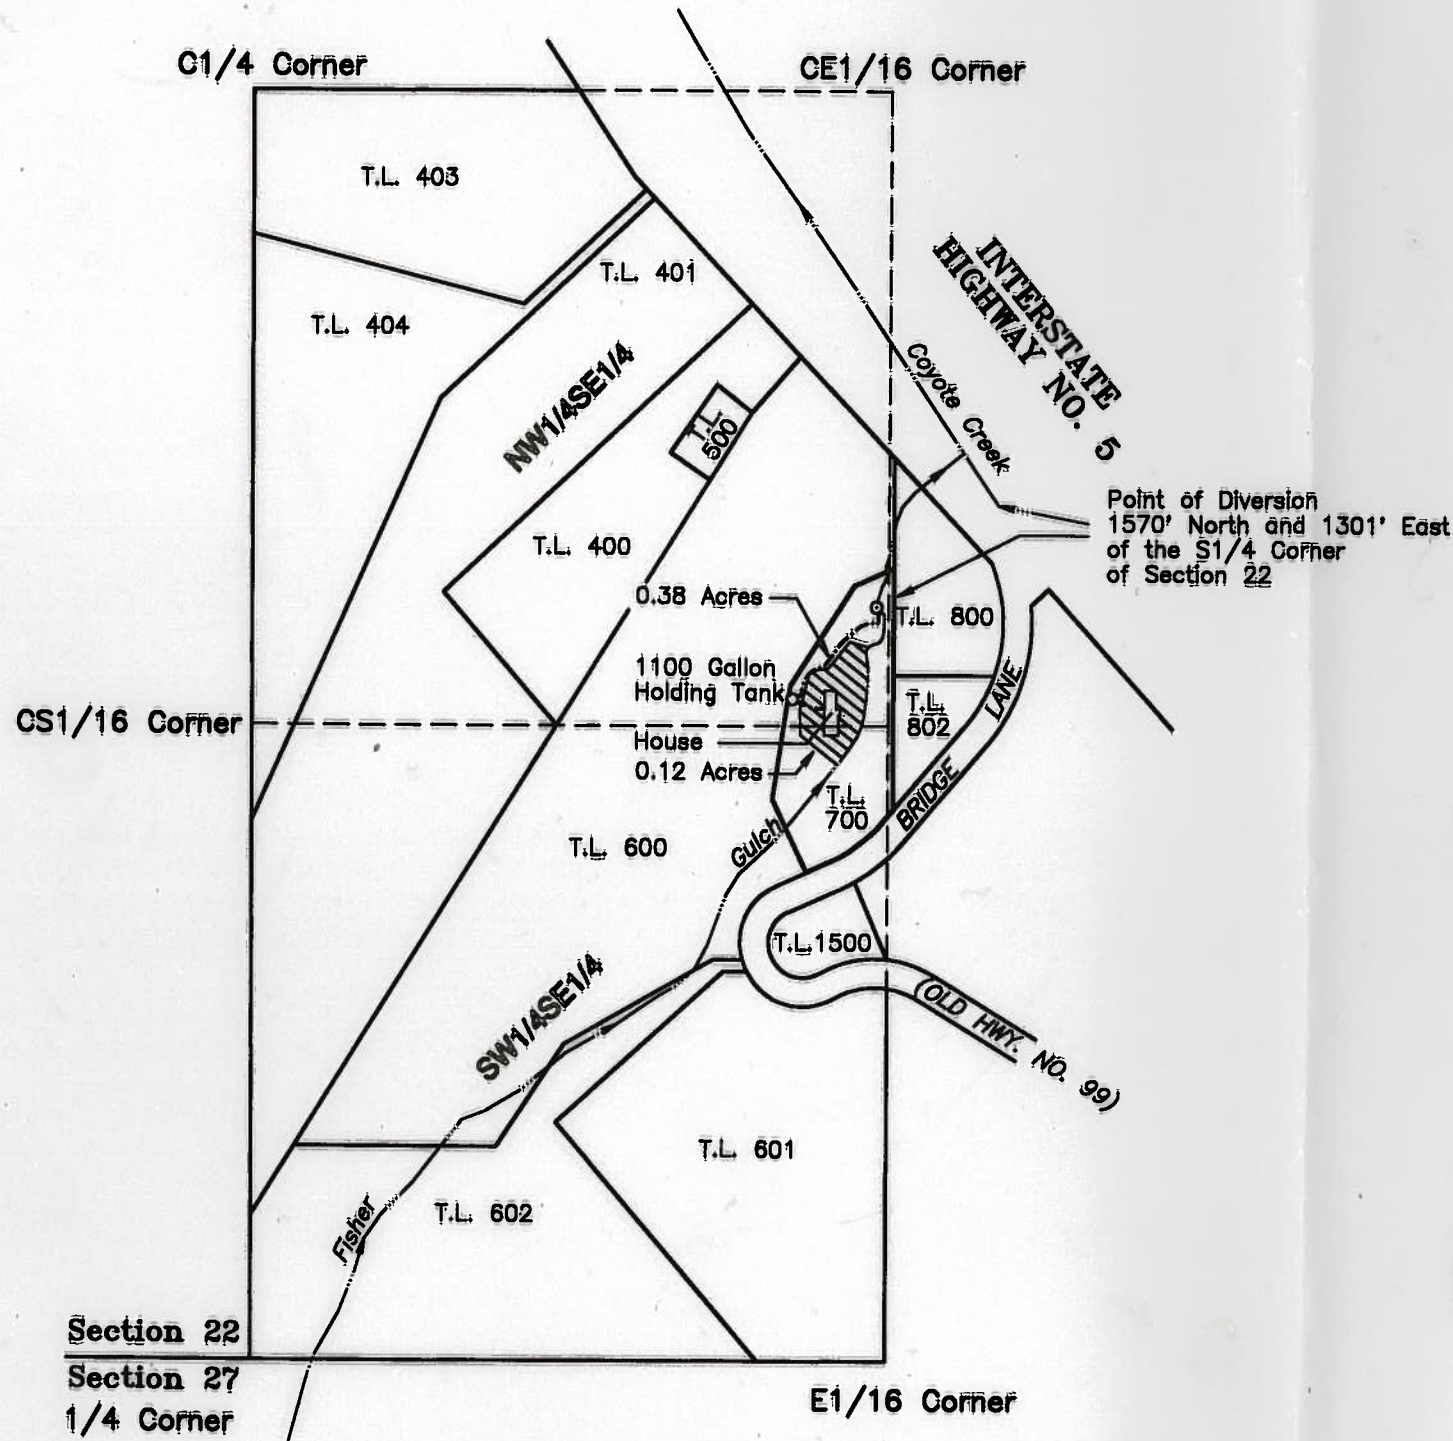 C1/4 Corner
CE1/16 Corner
T.L. 403
T.L. 401
INTERSTATE
HIGHWAY NO. 5
T.L. 404
Coyote Creek
NW1/4SE1/4
T.L.
500
Point of Diversion
1570' North and 1301' East
of the S1/4 Corner
of Section 22
T.L. 400
0.38 Acres
T.L. 800
1100 Gallon
Holding Tank
LANE
CS1/16 Corner
T.L.
802
House
0.12 Acres
T.L.
700
BRIDGE
T.L. 600
Gulch
T.L.1500
SW1/4SE1/4
(OLD HWY. NO. 99)
T.L. 601
Fisher
T.L. 602
Section 22
Section 27
1/4 Corner
E1/16 Corner